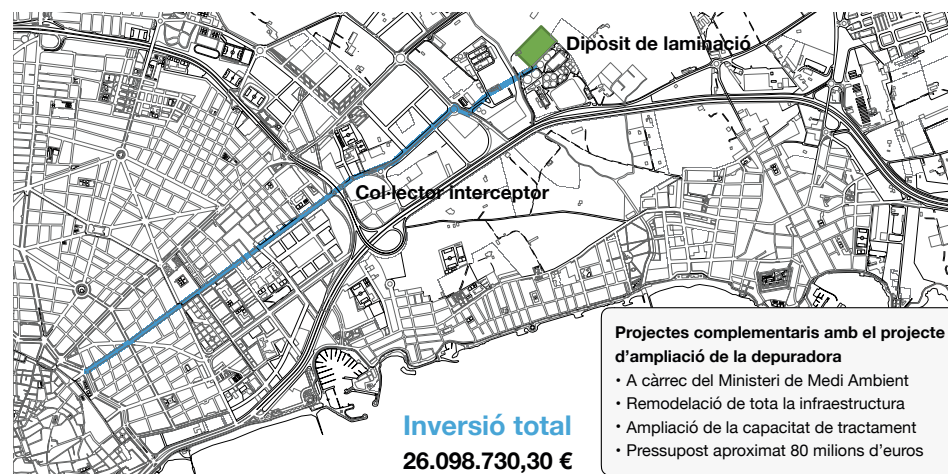 Dipòsit de laminació
Col·lector interceptor
Inversió total
26.098.730,30 €
Projectes complementaris amb el projecte
d’ampliació de la depuradora
• A càrrec del Ministeri de Medi Ambient
• Remodelació de tota la infraestructura
• Ampliació de la capacitat de tractament
• Pressupost aproximat 80 milions d’euros